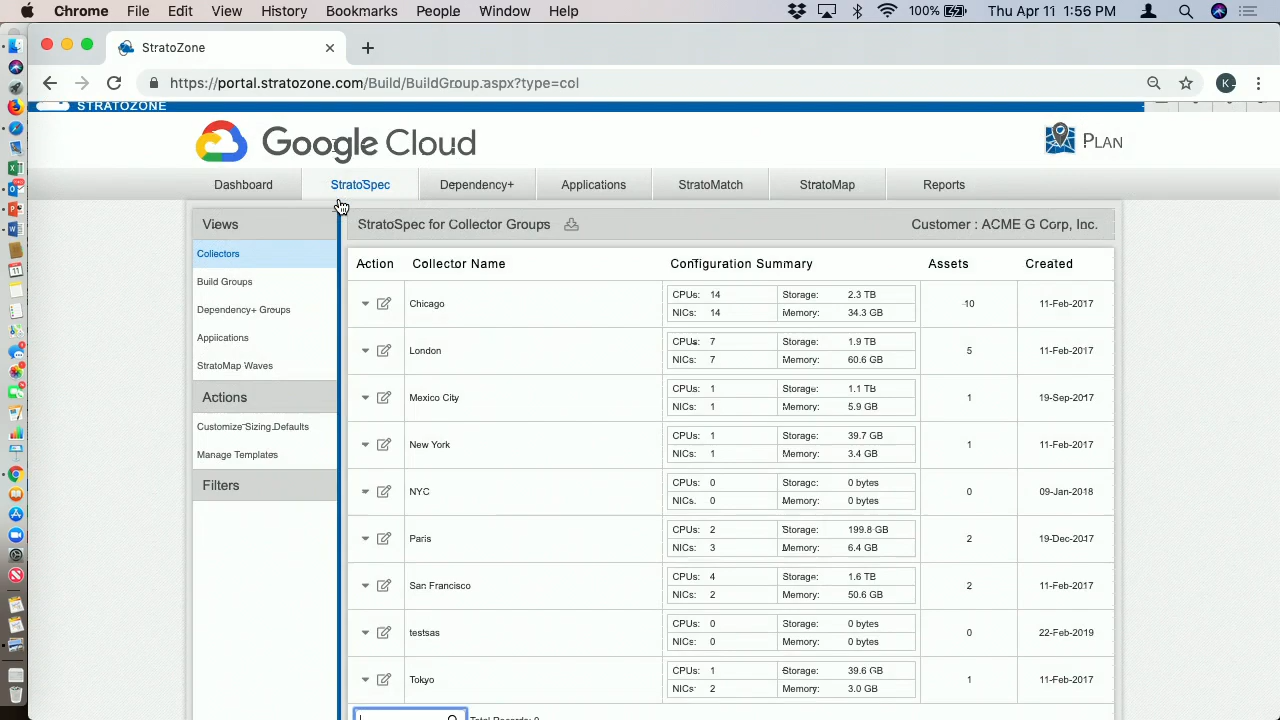 Chrome File Edit View History Bookmarks People Window Help 100% Thu Apr 11 1:56 PM
StratoZone
https://portal.stratozone.com/Build/BuildGroup.aspx?type=col K
STRATOZONE
Google Cloud PLAN
Dashboard StratoSpec Dependency+ Applications StratoMatch StratoMap Reports
Views StratoSpec for Collector Groups Customer : ACME G Corp, Inc.
Collectors Action Collector Name Configuration Summary Assets Created
Build Groups
Dependency+ Groups
Applications
StratoMap Waves
Actions
Customize Sizing Defaults
Manage Templates
Filters
Chicago CPUs: 14 Storage: 2.3 TB 10 11-Feb-2017
NICs: 14 Memory: 34.3 GB
London CPUs: 7 Storage: 1.9 TB 5 11-Feb-2017
NICs: 7 Memory: 60.6 GB
Mexico City CPUs: 1 Storage: 1.1 TB 1 19-Sep-2017
NICs: 1 Memory: 5.9 GB
New York CPUs: 1 Storage: 39.7 GB 1 11-Feb-2017
NICs: 1 Memory: 3.4 GB
NYC CPUs: 0 Storage: 0 bytes 0 09-Jan-2018
NICs: 0 Memory: 0 bytes
Paris CPUs: 2 Storage: 199.8 GB 2 19-Dec-2017
NICs: 3 Memory: 6.4 GB
San Francisco CPUs: 4 Storage: 1.6 TB 2 11-Feb-2017
NICs: 2 Memory: 50.6 GB
testsas CPUs: 0 Storage: 0 bytes 0 22-Feb-2019
NICs: 0 Memory: 0 bytes
Tokyo CPUs: 1 Storage: 39.6 GB 1 11-Feb-2017
NICs: 2 Memory: 3.0 GB
Total Records: 9